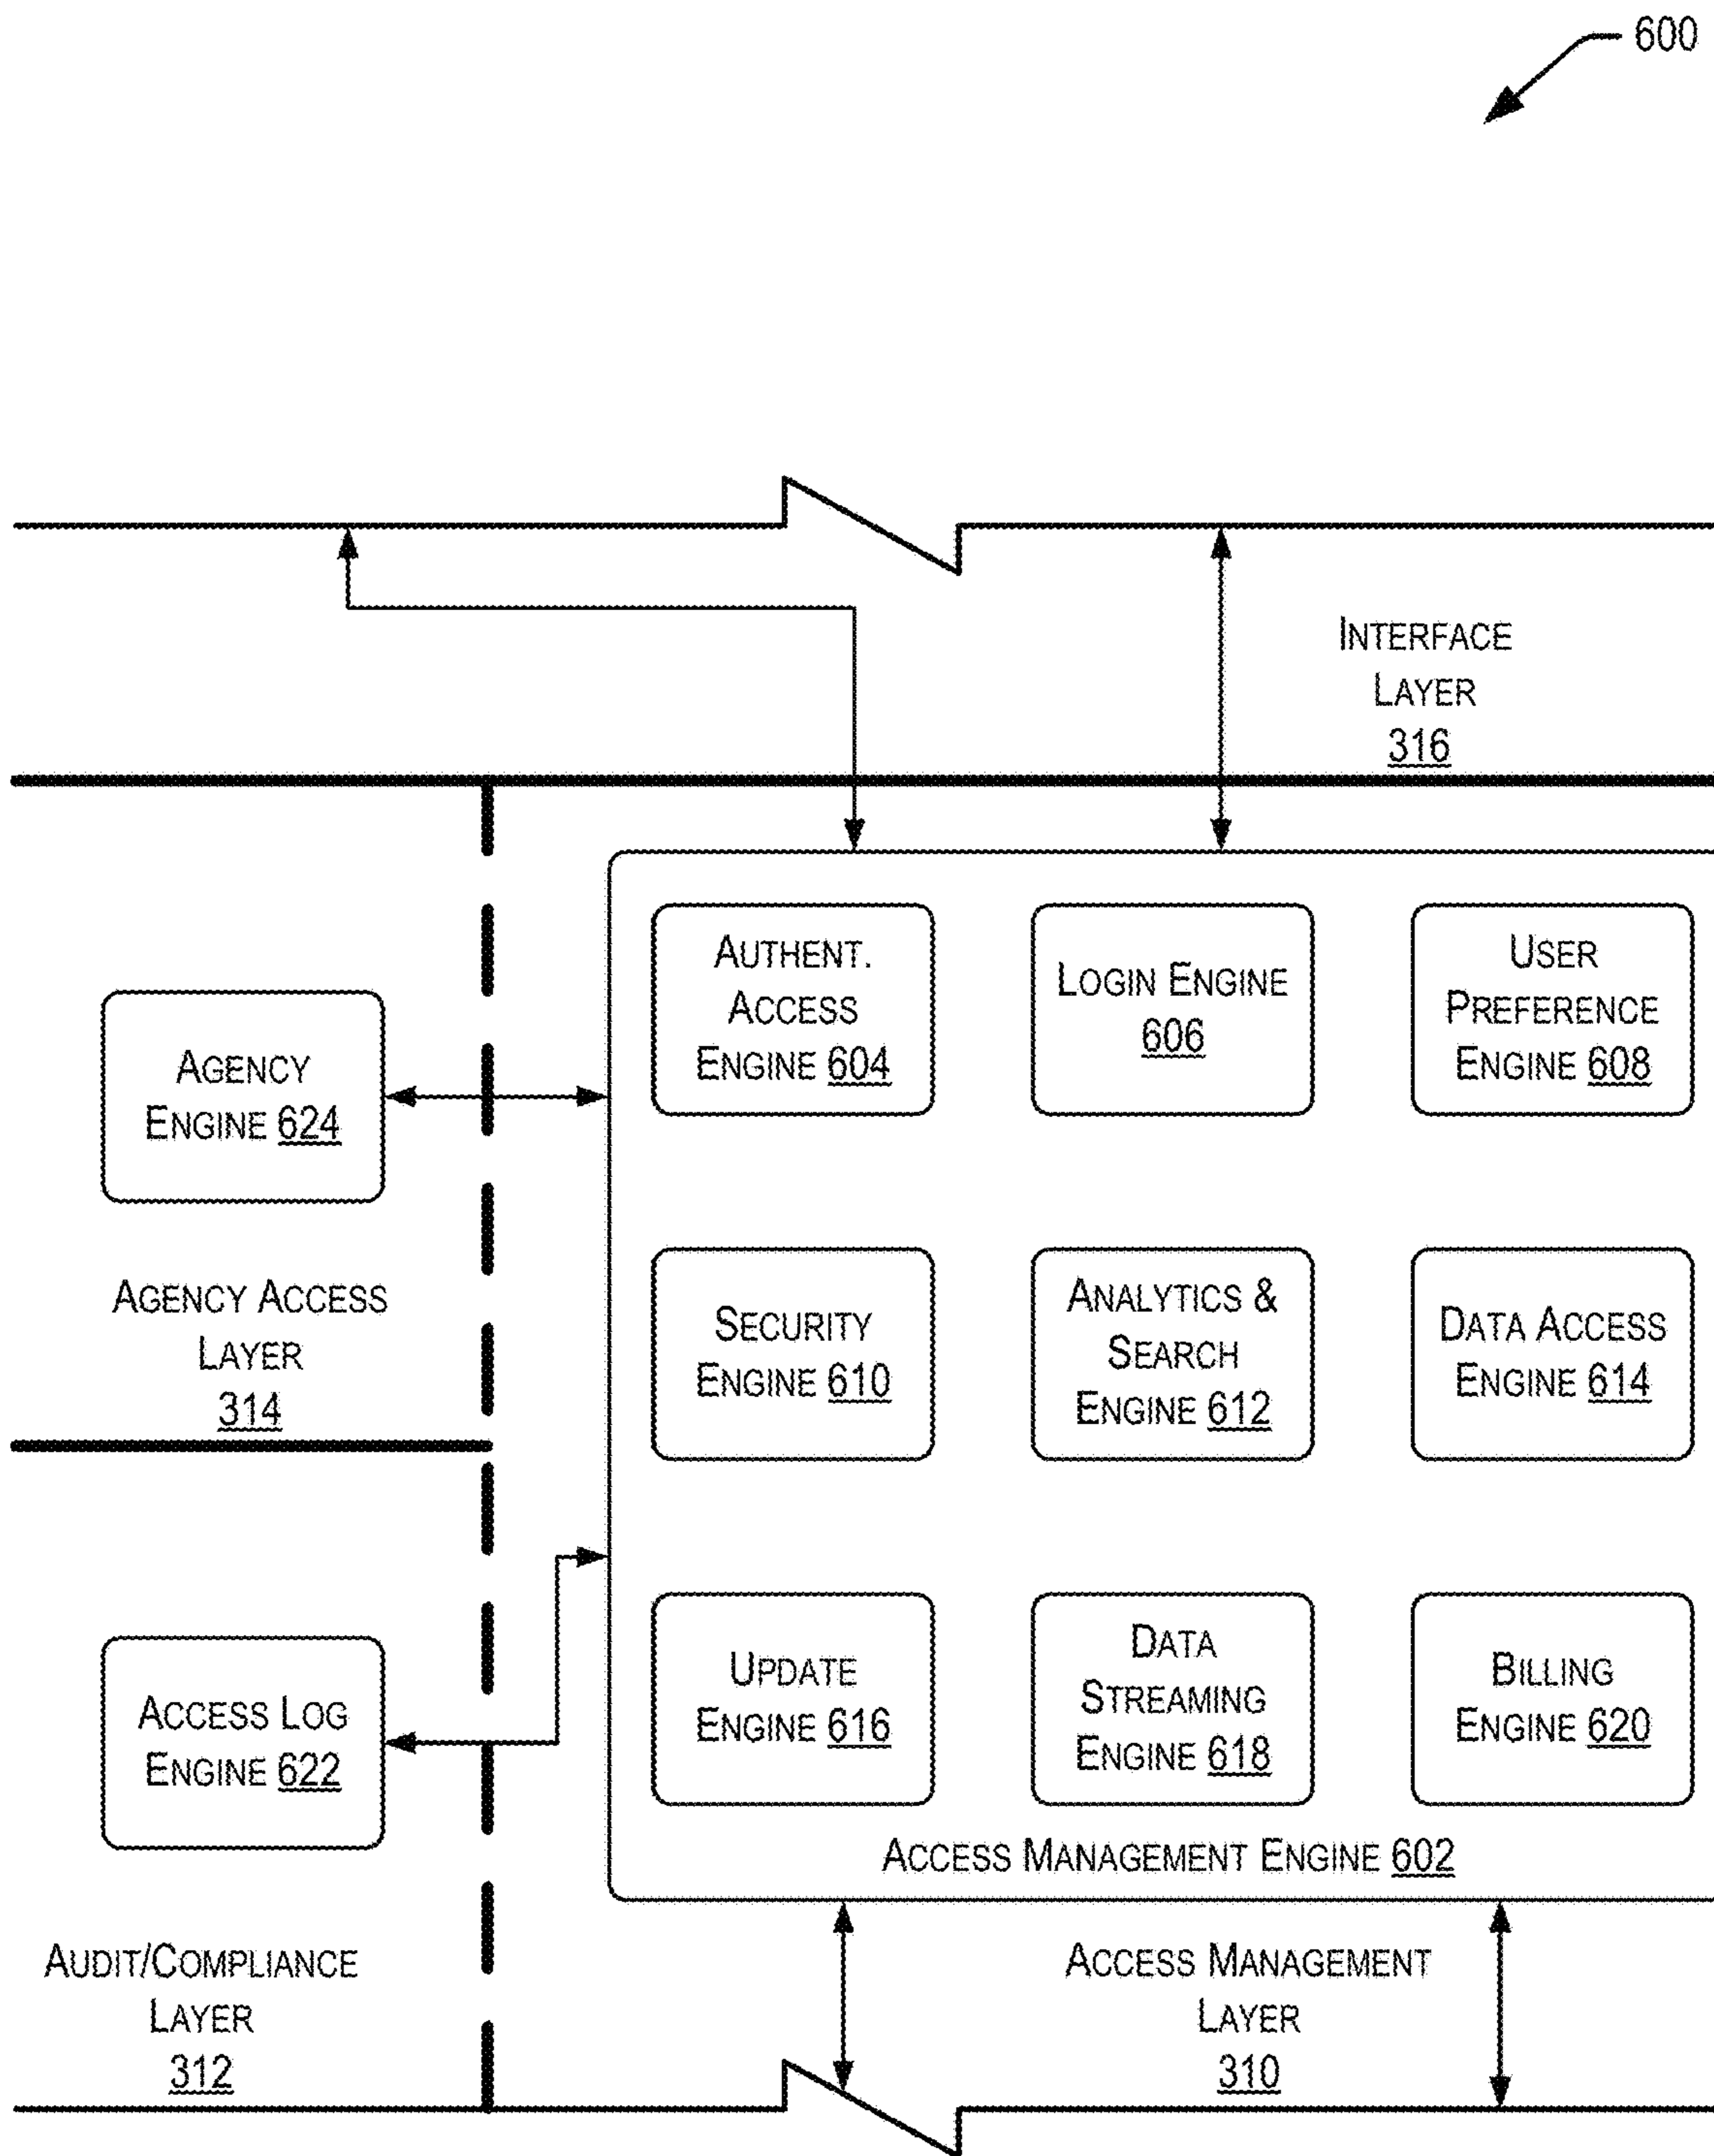 600
INTERFACE
LAYER
316
AUTHENT.
ACCESS
ENGINE 604
LOGIN ENGINE
606
USER
PREFERENCE
ENGINE 608
AGENCY
ENGINE 624
AGENCY ACCESS
LAYER
314
SECURITY
ENGINE 610
ANALYTICS &
SEARCH
ENGINE 612
DATA ACCESS
ENGINE 614
ACCESS LOG
ENGINE 622
UPDATE
ENGINE 616
DATA
STREAMING
ENGINE 618
BILLING
ENGINE 620
ACCESS MANAGEMENT ENGINE 602
AUDIT/COMPLIANCE
LAYER
312
ACCESS MANAGEMENT
LAYER
310